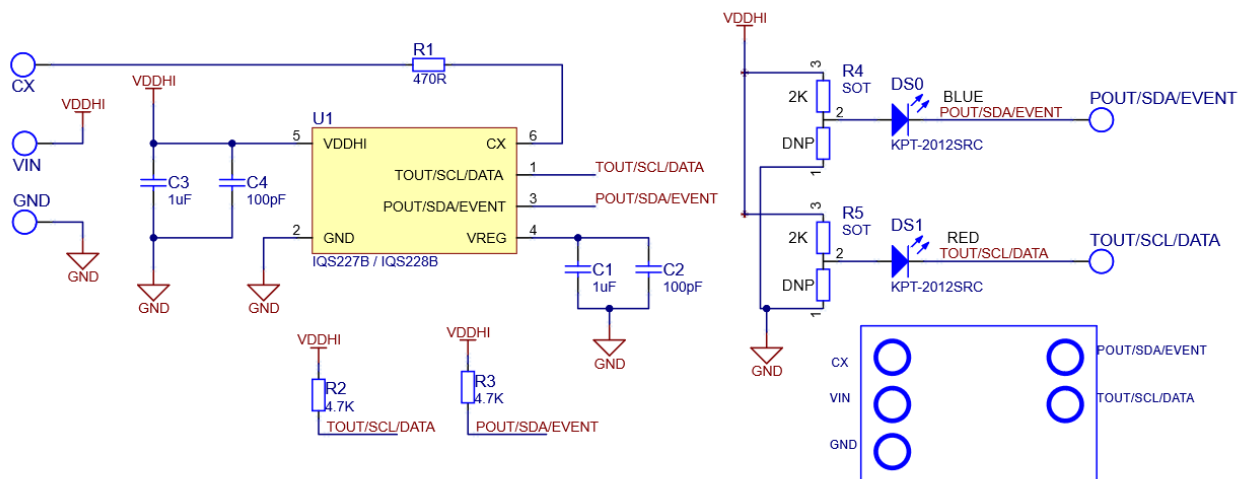 CX
VIN
GND
GND
VDDHI
VDDHI
C3
1uF
C4
100pF
GND
R1
470R
U1
5
VDDHI
CX
6
TOUT/SCL/DATA
1
TOUT/SCL/DATA
POUT/SDA/EVENT
3
POUT/SDA/EVENT
2
GND
VREG
4
IQS227B / IQS228B
GND
C1
1uF
C2
100pF
GND
VDDHI
R2
4.7K
TOUT/SCL/DATA
VDDHI
R3
4.7K
POUT/SDA/EVENT
VDDHI
3
R4
SOT
2K
2
DNP
1
DS0
BLUE
POUT/SDA/EVENT
KPT-2012SRC
POUT/SDA/EVENT
3
R5
SOT
2K
2
DNP
1
DS1
RED
TOUT/SCL/DATA
KPT-2012SRC
TOUT/SCL/DATA
GND
CX
VIN
GND
POUT/SDA/EVENT
TOUT/SCL/DATA